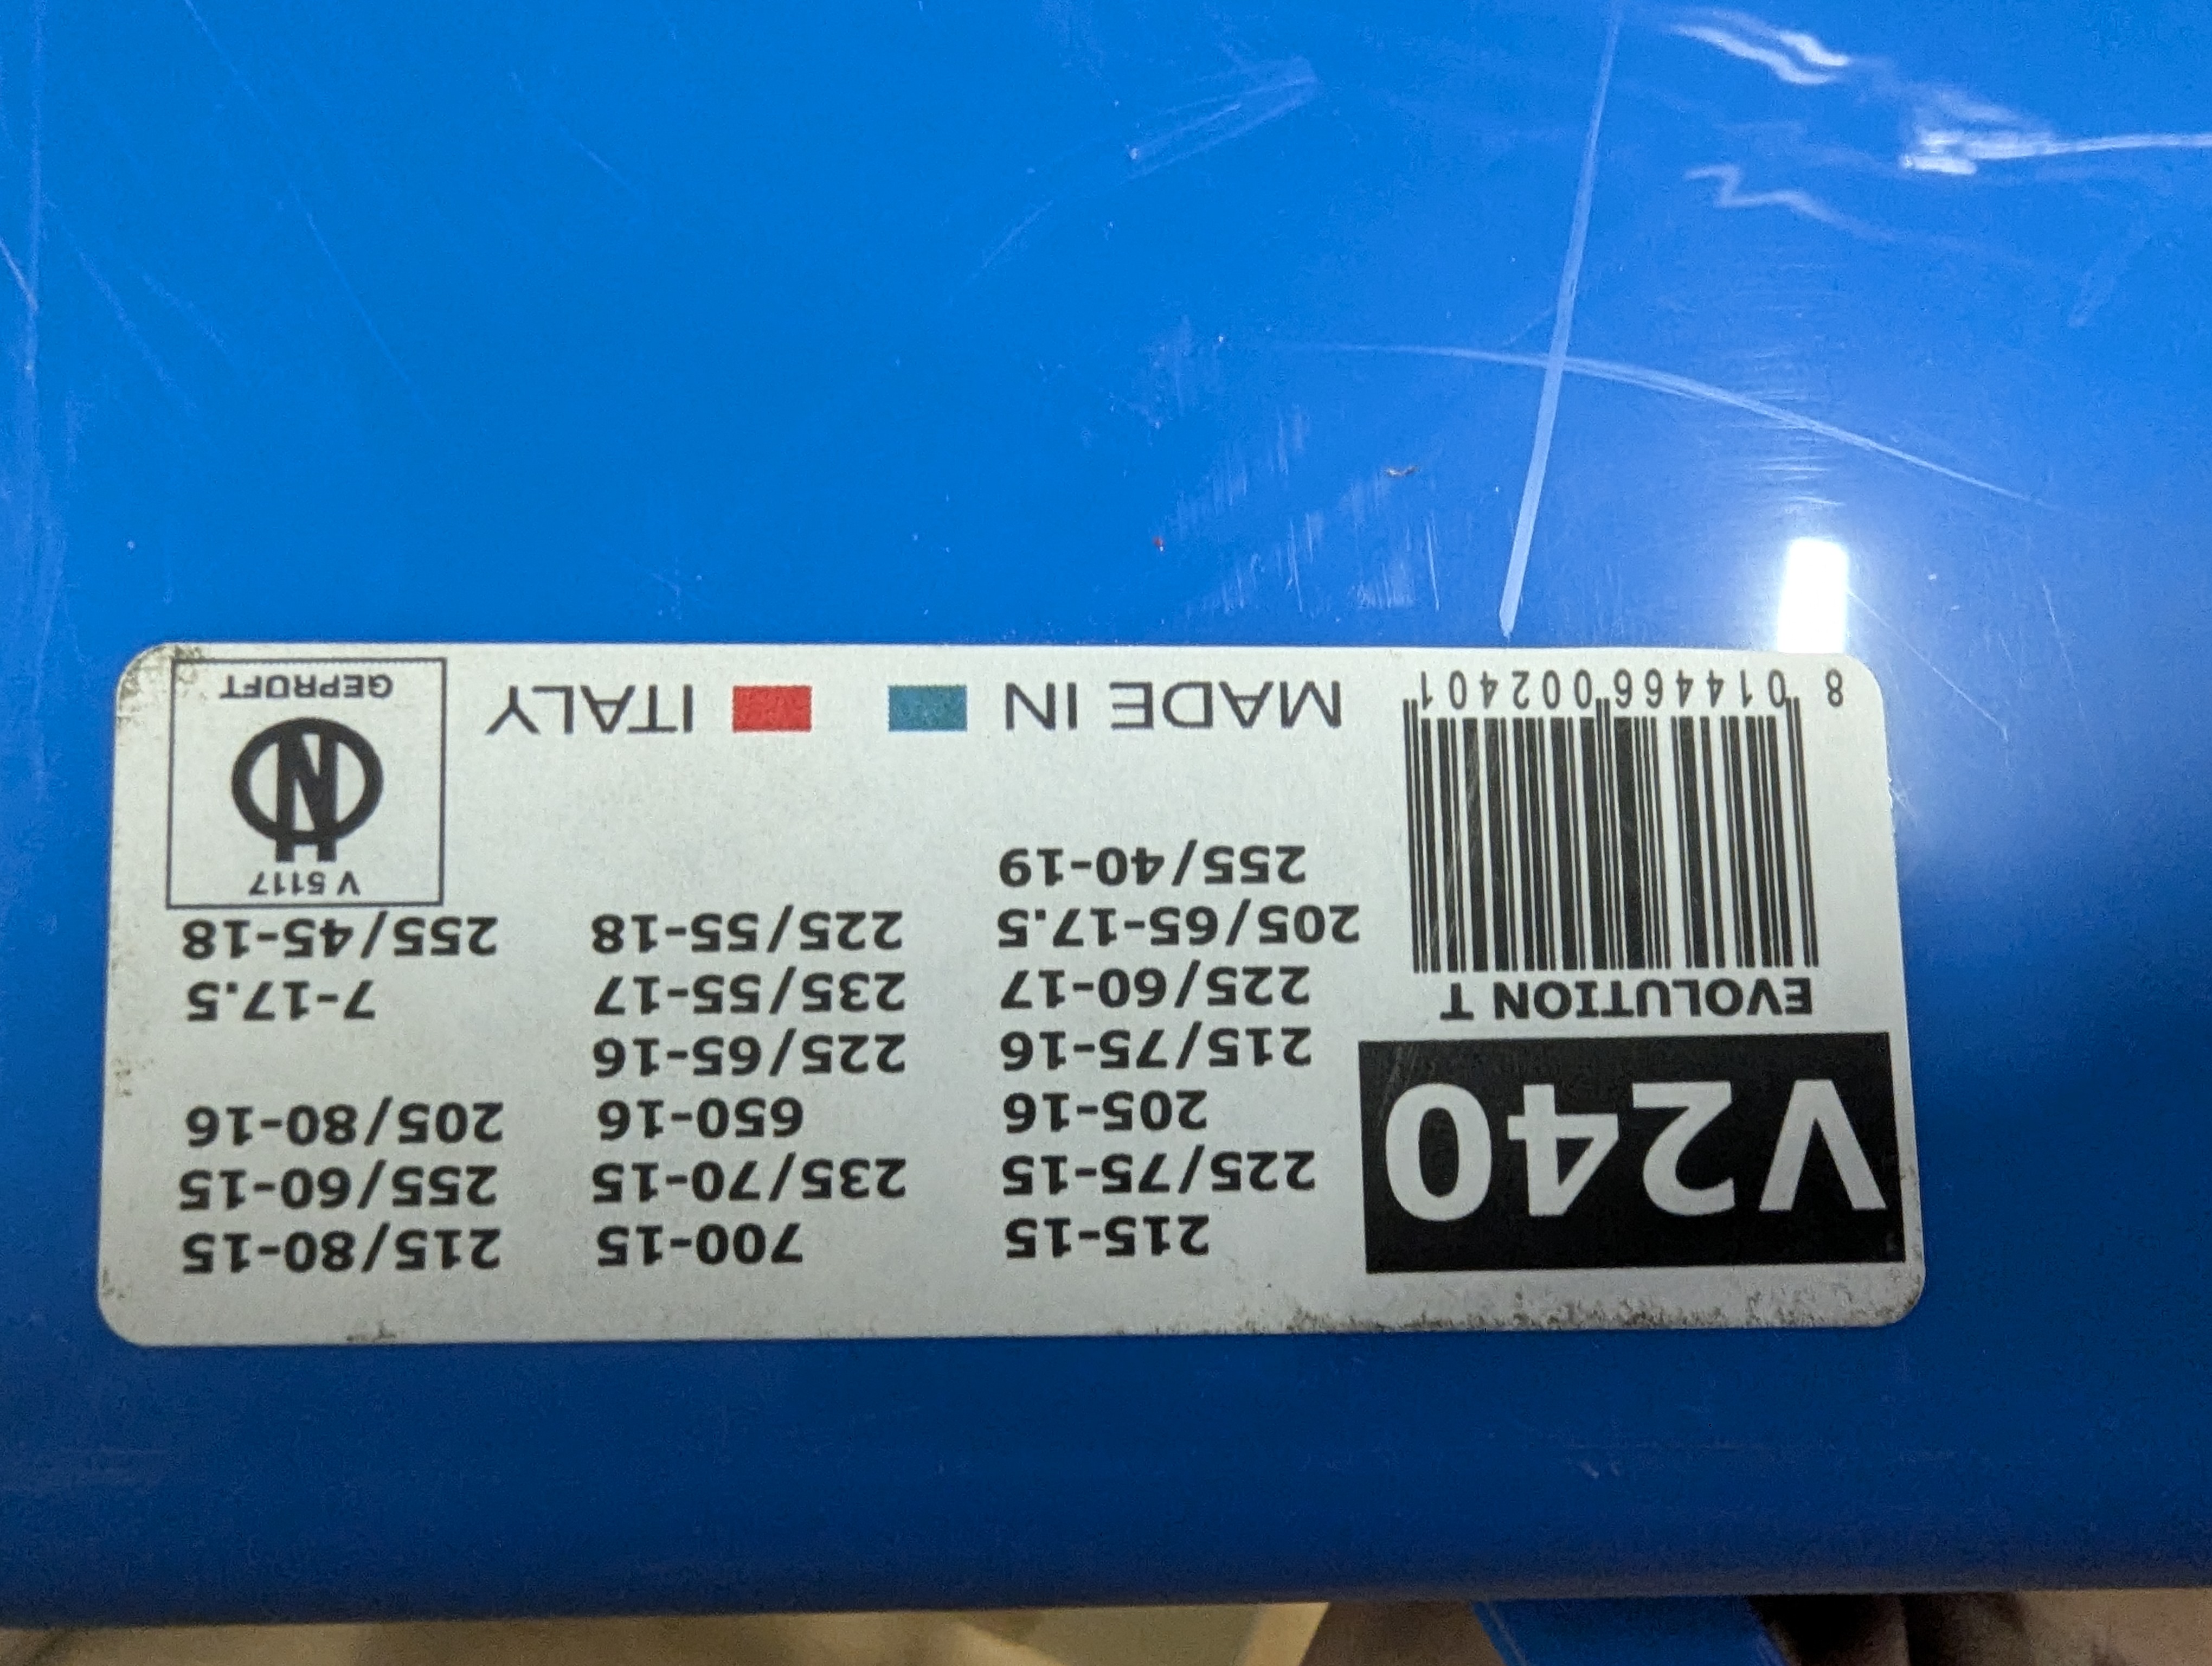 V240
EVOLUTION T
8 014466 002401
215-15 700-15 215/80-15
225/75-15 235/70-15 255/60-15
205-16 650-16 205/80-16
215/75-16 225/65-16
225/60-17 235/55-17 7-17.5
205/65-17.5 225/55-18 255/45-18
255/40-19
MADE IN ITALY
V 5117
N
GEPRÜFT